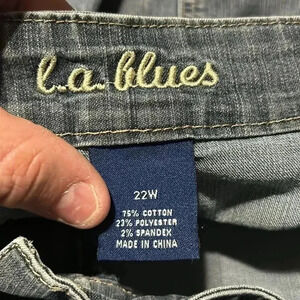 l.a. blues
22W
75% COTTON
23% POLYESTER
2% SPANDEX
MADE IN CHINA